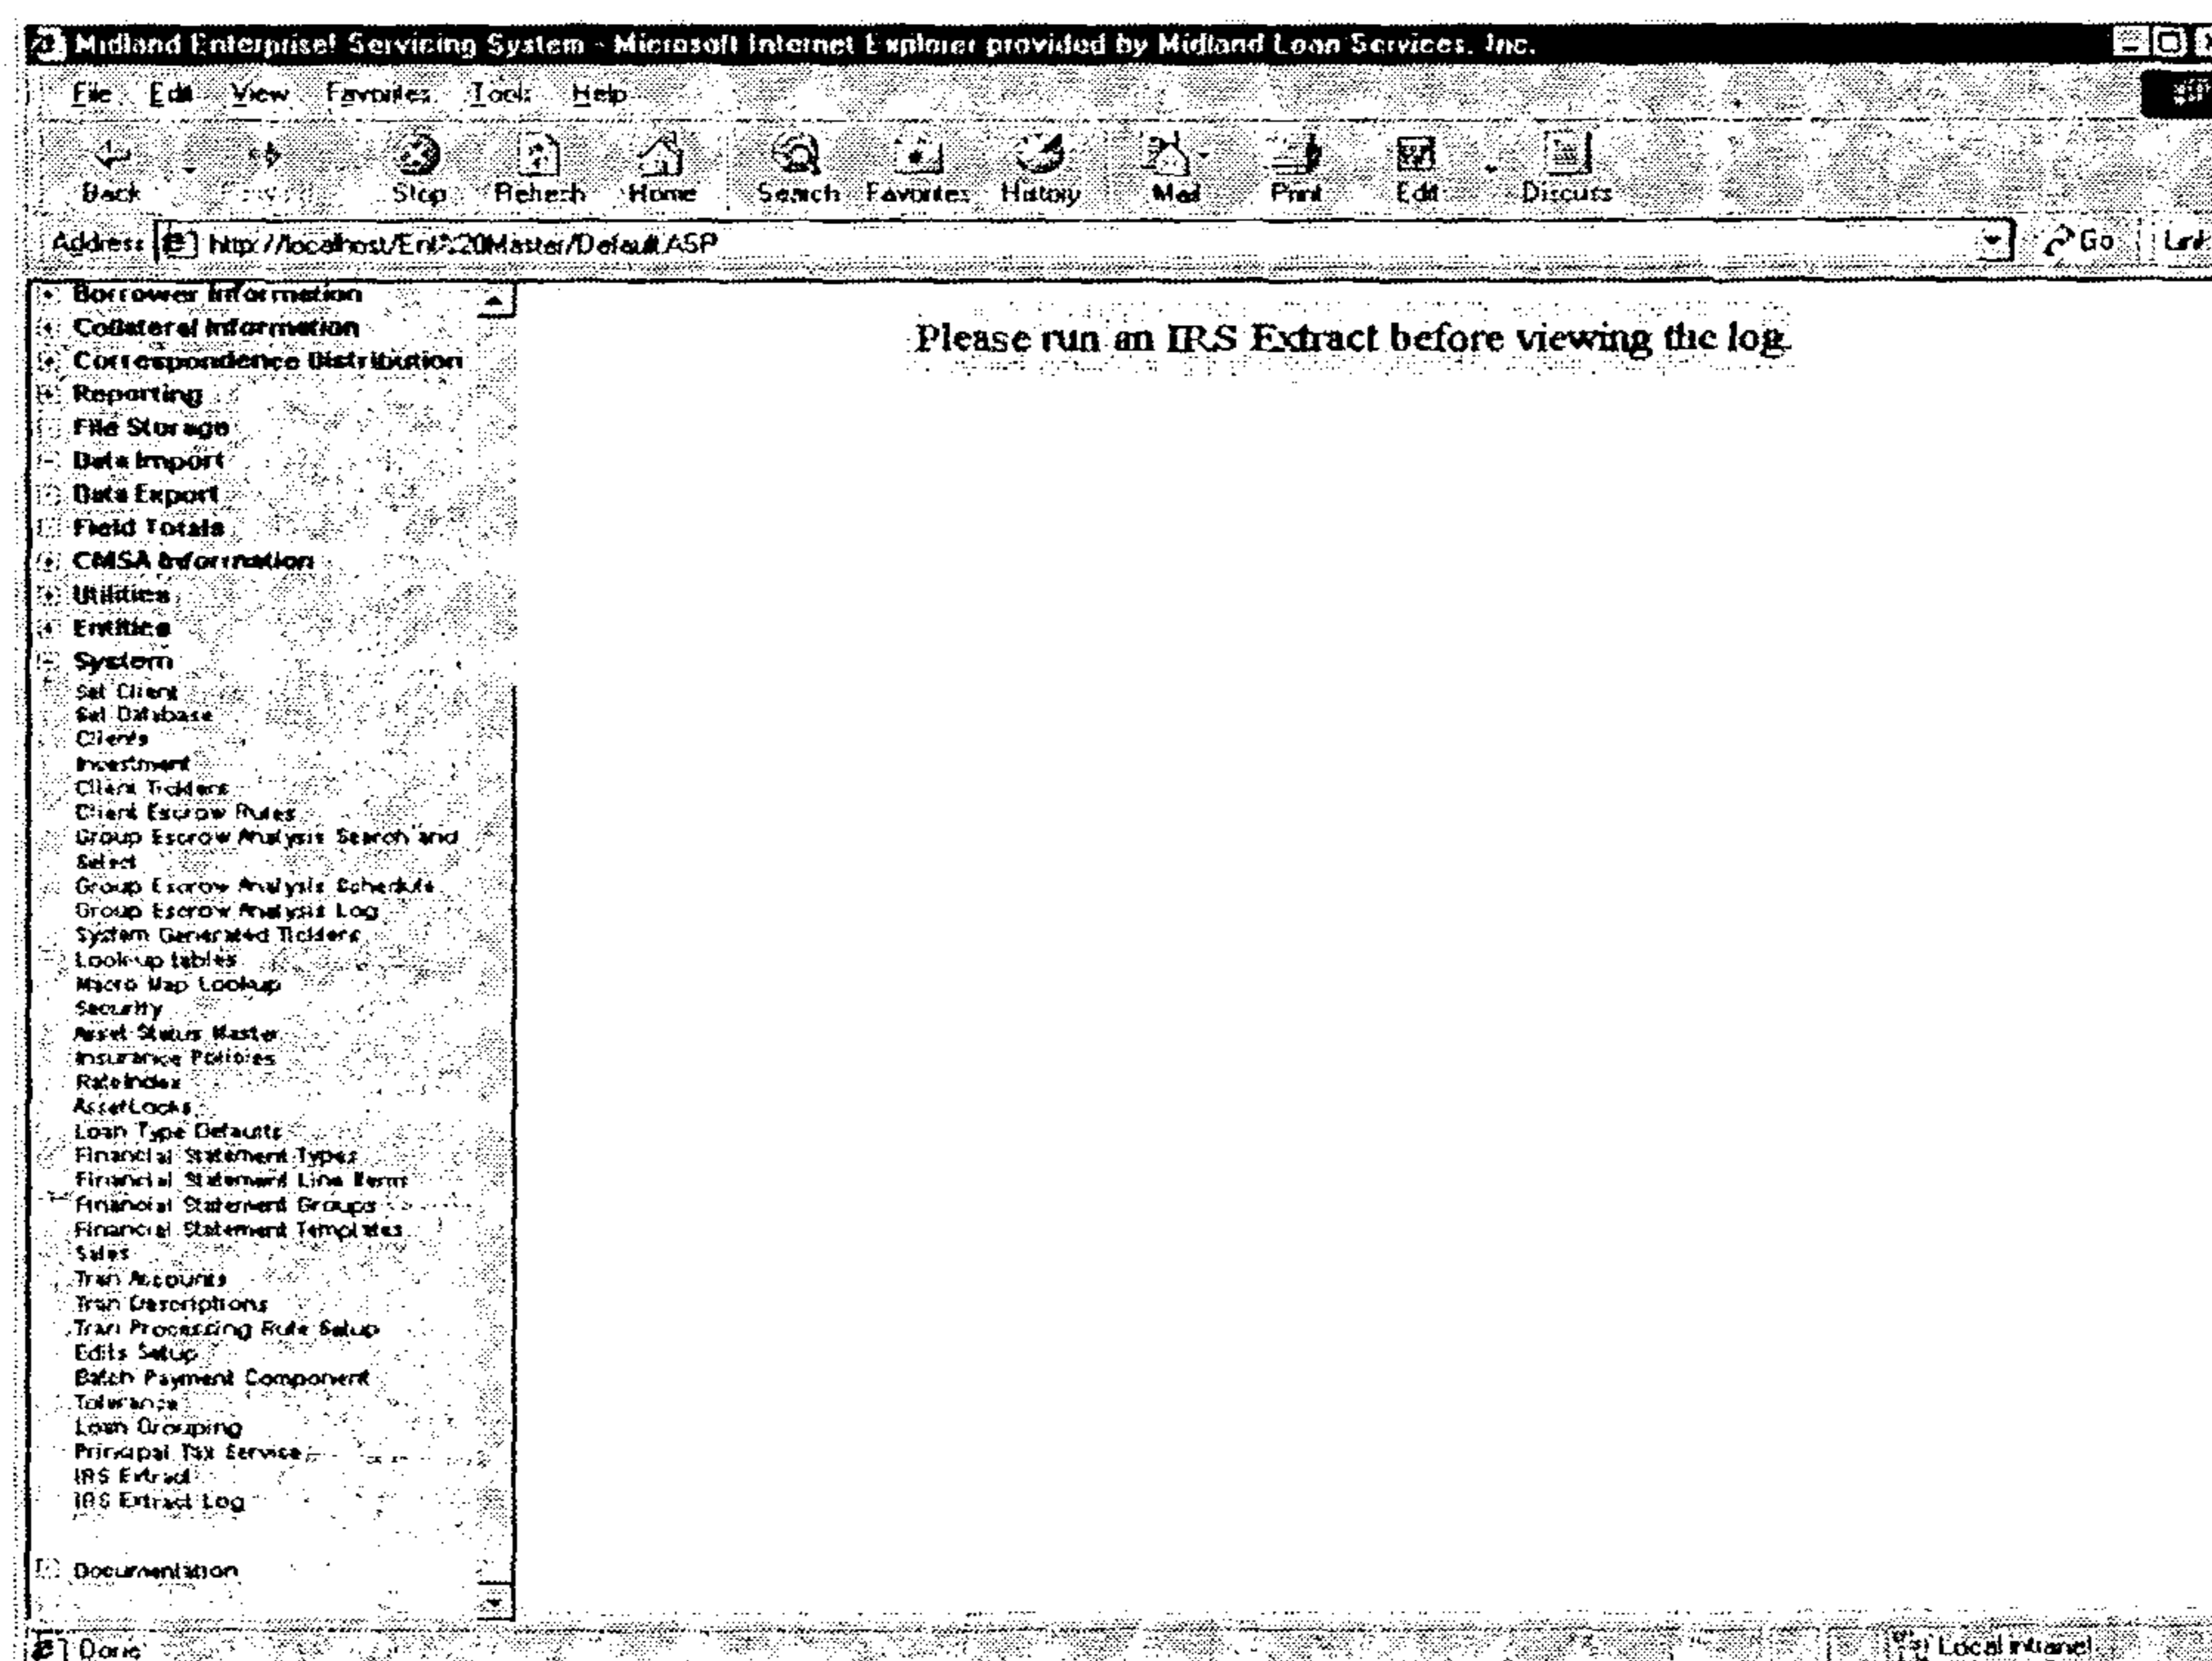 Midland Enterprise! Servicing System - Microsoft Internet Explorer provided by Midland Loan Services, Inc.
File Edit View Favorites Tools Help
Back Stop Refresh Home Search Favorites History Mail Print Edit Discuss
Address http://localhost/Ent%20Master/Default.ASP Go Link
Borrower Information
Please run an IRS Extract before viewing the log.
Collateral Information
Correspondence Distribution
Reporting
File Storage
Data Import
Data Export
Field Totals
CMSA Information
Utilities
Entities
System
Set Client
Set Database
Clients
Investment
Client Ticklers
Client Escrow Rules
Group Escrow Analysis Search and
Select
Group Escrow Analysis Schedule
Group Escrow Analysis Log
System Generated Ticklers
Look-up tables
Macro Map Lookup
Security
Asset Status Master
Insurance Policies
RateIndex
AssetLocks
Loan Type Defaults
Financial Statement Types
Financial Statement Line Items
Financial Statement Groups
Financial Statement Templates
Sales
Tran Accounts
Tran Descriptions
Tran Processing Rule Setup
Edits Setup
Batch Payment Component
Tolerance
Loan Grouping
Principal Tax Service
IRS Extract
IRS Extract Log
Documentation
Done Local intranet